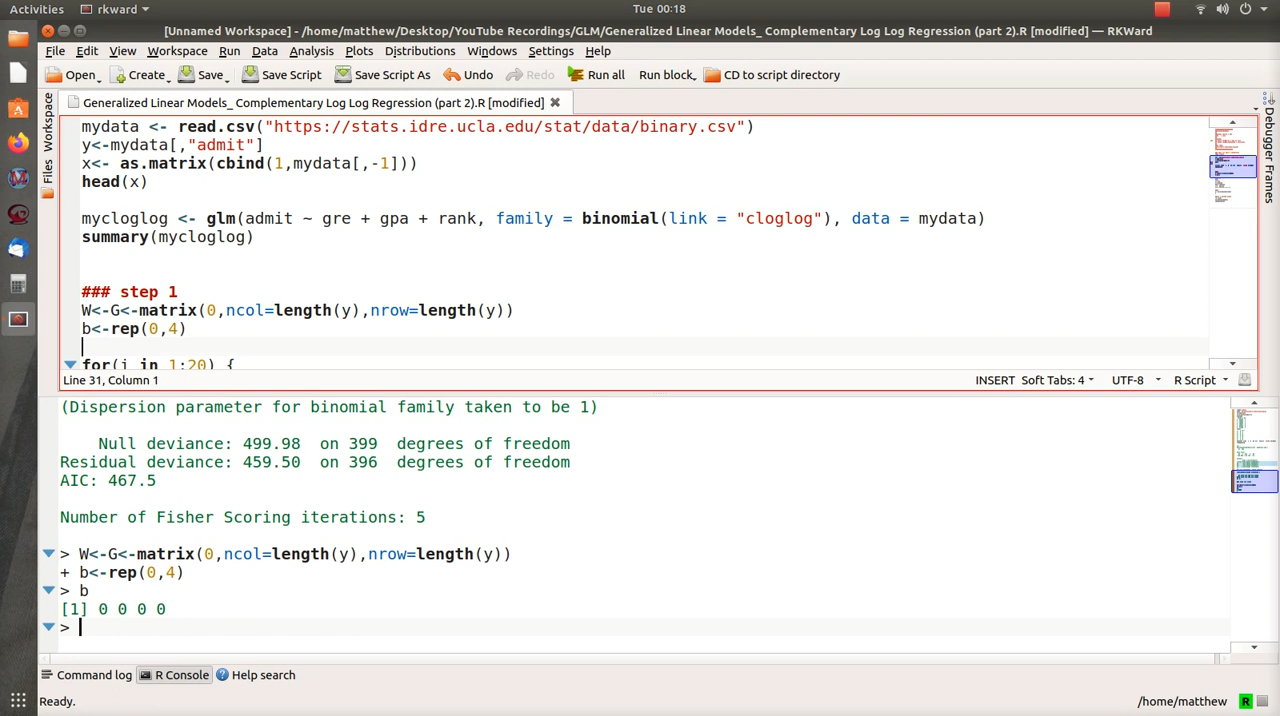 Activities rkward Tue 00:18
[Unnamed Workspace] - /home/matthew/Desktop/YouTube Recordings/GLM/Generalized Linear Models_ Complementary Log Log Regression (part 2).R [modified] — RKWard
File Edit View Workspace Run Data Analysis Plots Distributions Windows Settings Help
Open Create Save Save Script Save Script As Undo Redo Run all Run block CD to script directory
Generalized Linear Models_ Complementary Log Log Regression (part 2).R [modified]
Workspace
Files
Debugger Frames
mydata <- read.csv("https://stats.idre.ucla.edu/stat/data/binary.csv")
y<-mydata[,"admit"]
x<- as.matrix(cbind(1,mydata[,-1]))
head(x)
mycloglog <- glm(admit ~ gre + gpa + rank, family = binomial(link = "cloglog"), data = mydata)
summary(mycloglog)
### step 1
W<-G<-matrix(0,ncol=length(y),nrow=length(y))
b<-rep(0,4)
for(i in 1:20) {
Line 31, Column 1 INSERT Soft Tabs: 4 UTF-8 R Script
(Dispersion parameter for binomial family taken to be 1)
Null deviance: 499.98 on 399 degrees of freedom
Residual deviance: 459.50 on 396 degrees of freedom
AIC: 467.5
Number of Fisher Scoring iterations: 5
> W<-G<-matrix(0,ncol=length(y),nrow=length(y))
+ b<-rep(0,4)
> b
[1] 0 0 0 0
>
Command log R Console Help search
Ready. /home/matthew R